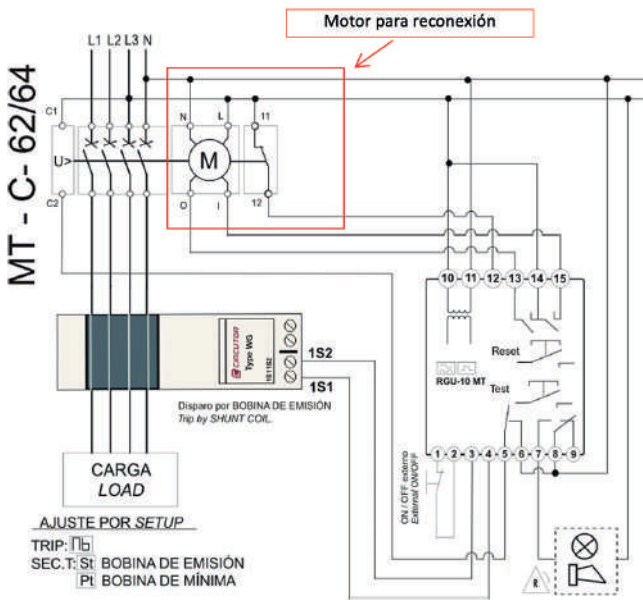 Motor para reconexión
L1 L2 L3 N
MT - C- 62/64
C1
N
L
11
U>
M
C2
O
I
12
10 11 12 13 14 15
Reset
RGU-10 MT
Test
CIRCUTOR
Type WG
1S1 1S2
1S2
1S1
Disparo por BOBINA DE EMISIÓN
Trip by SHUNT COIL.
1 2 3 4 5 6 7 8 9
ON / OFF externo
External ON/OFF
CARGA
LOAD
AJUSTE POR SETUP
TRIP:
SEC.T: St BOBINA DE EMISIÓN
Pt BOBINA DE MÍNIMA
R